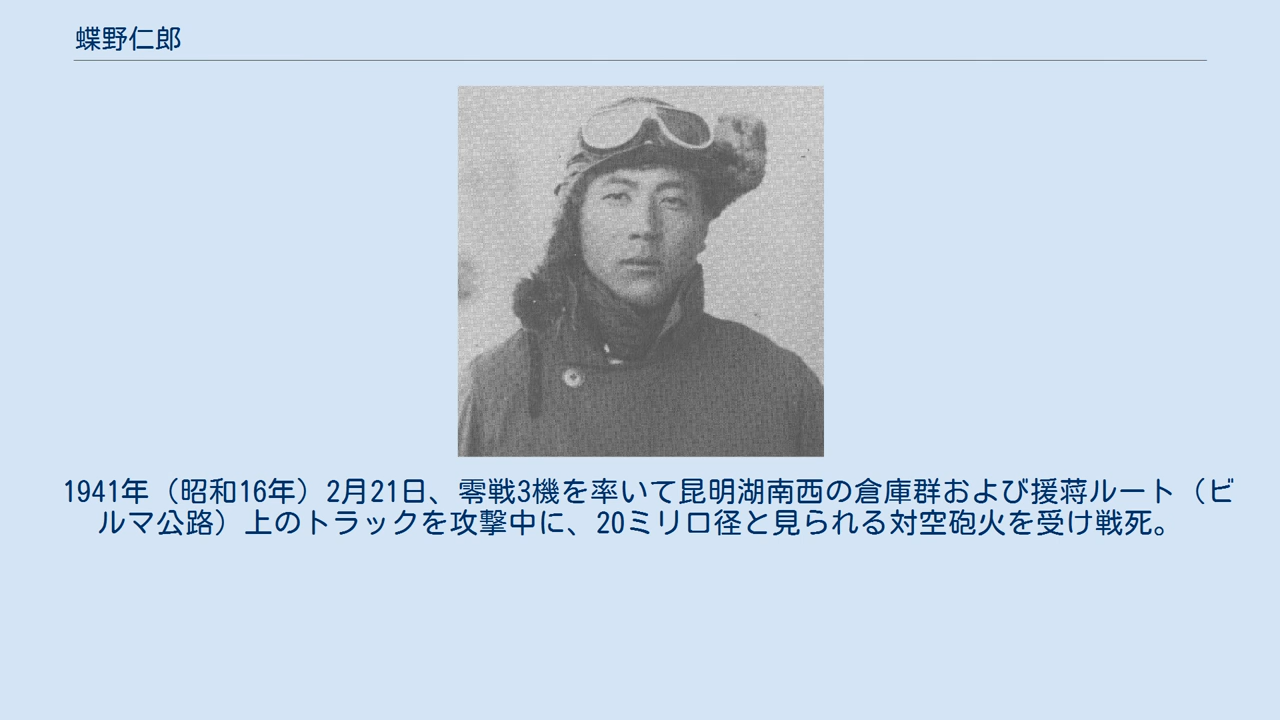 蝶野仁郎
1941年（昭和16年）2月21日、零戦3機を率いて昆明湖南西の倉庫群および援蒋ルート（ビ
ルマ公路）上のトラックを攻撃中に、20ミリロ径と見られる対空砲火を受け戦死。